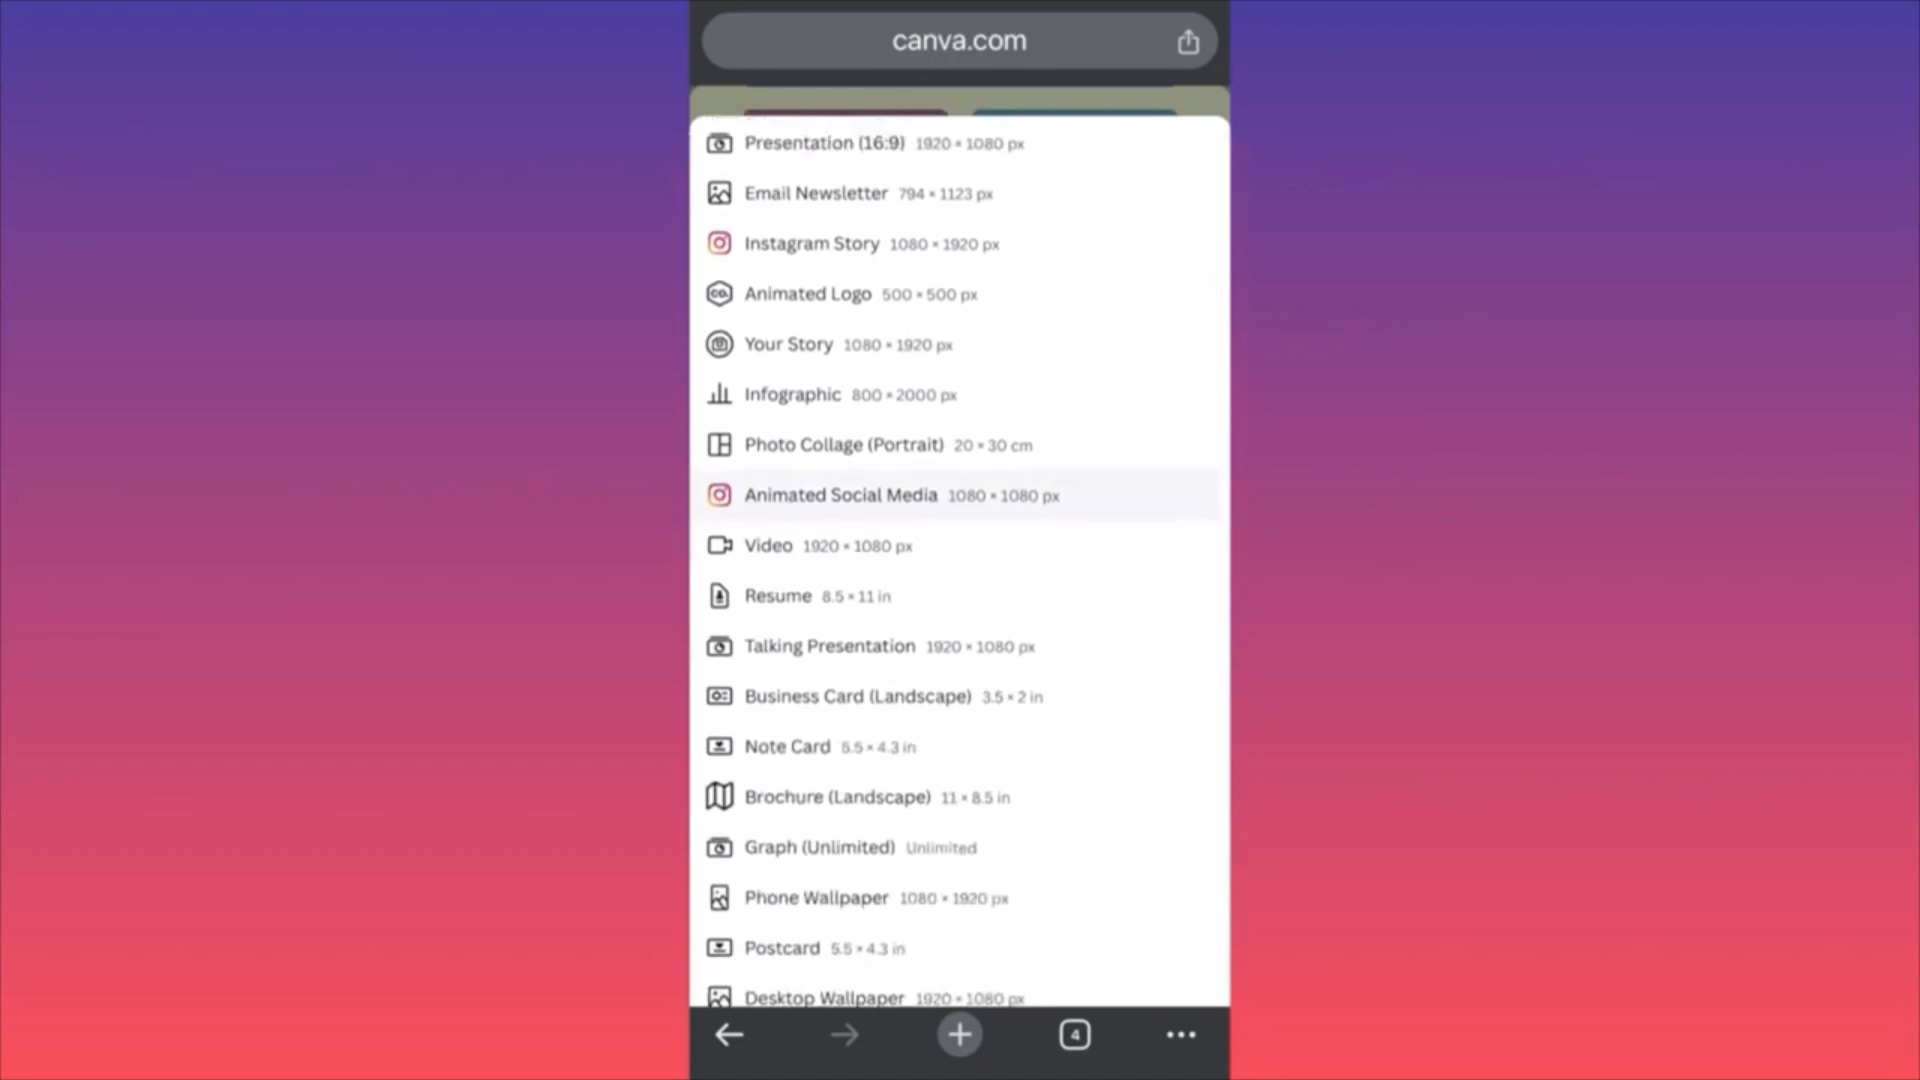 canva.com
Presentation (16:9) 1920 × 1080 px
Email Newsletter 794 × 1123 px
Instagram Story 1080 × 1920 px
CO.
Animated Logo 500 × 500 px
Your Story 1080 × 1920 px
Infographic 800 × 2000 px
Photo Collage (Portrait) 20 × 30 cm
Animated Social Media 1080 × 1080 px
Video 1920 × 1080 px
Resume 8.5 × 11 in
Talking Presentation 1920 × 1080 px
Business Card (Landscape) 3.5 × 2 in
Note Card 5.5 × 4.3 in
Brochure (Landscape) 11 × 8.5 in
Graph (Unlimited) Unlimited
Phone Wallpaper 1080 × 1920 px
Postcard 5.5 × 4.3 in
Desktop Wallpaper 1920 × 1080 px
4